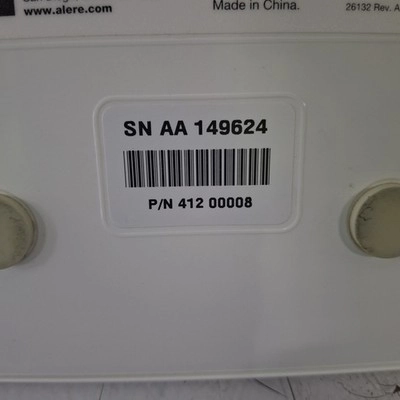 www.alere.com
Made in China.
26132 Rev. A
SN AA 149624
P/N 412 00008